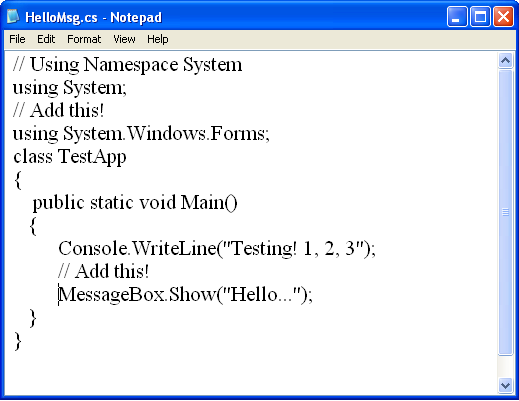 HelloMsg.cs - Notepad
File Edit Format View Help
// Using Namespace System
using System;
// Add this!
using System.Windows.Forms;
class TestApp
{
public static void Main()
{
Console.WriteLine("Testing! 1, 2, 3");
// Add this!
MessageBox.Show("Hello...");
}
}